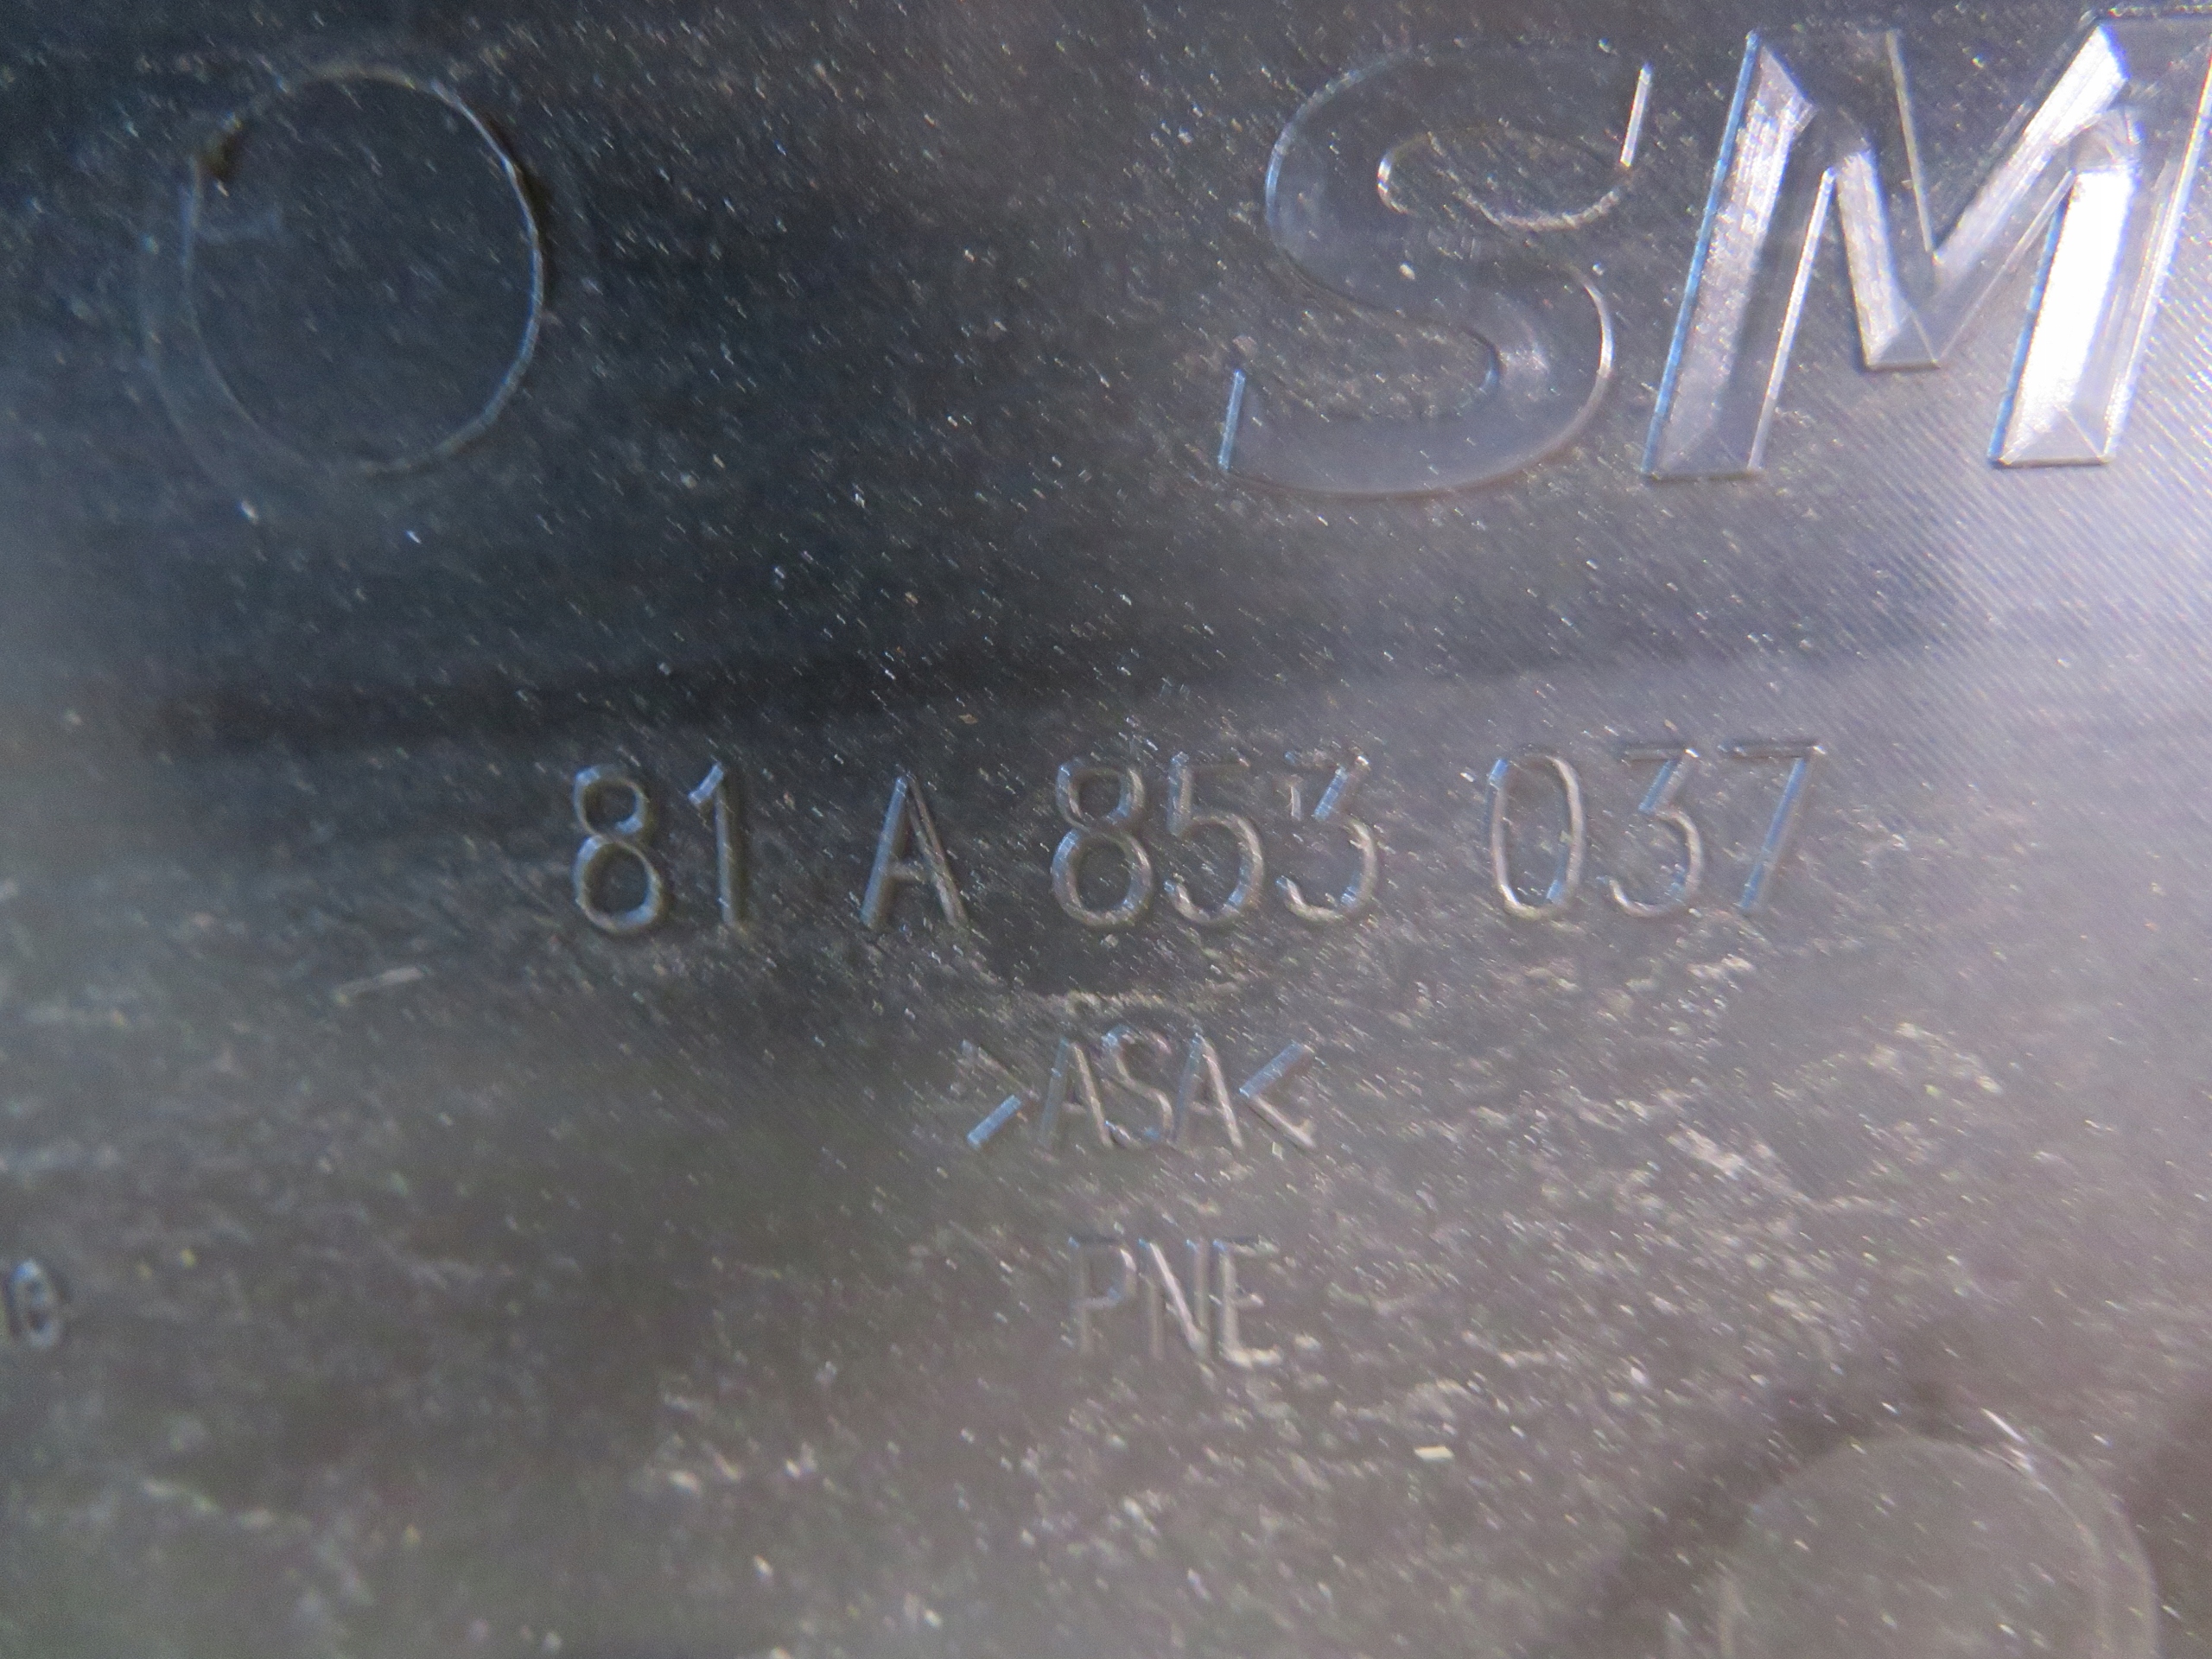 SM
81 A 853 037
>ASA<
PNE